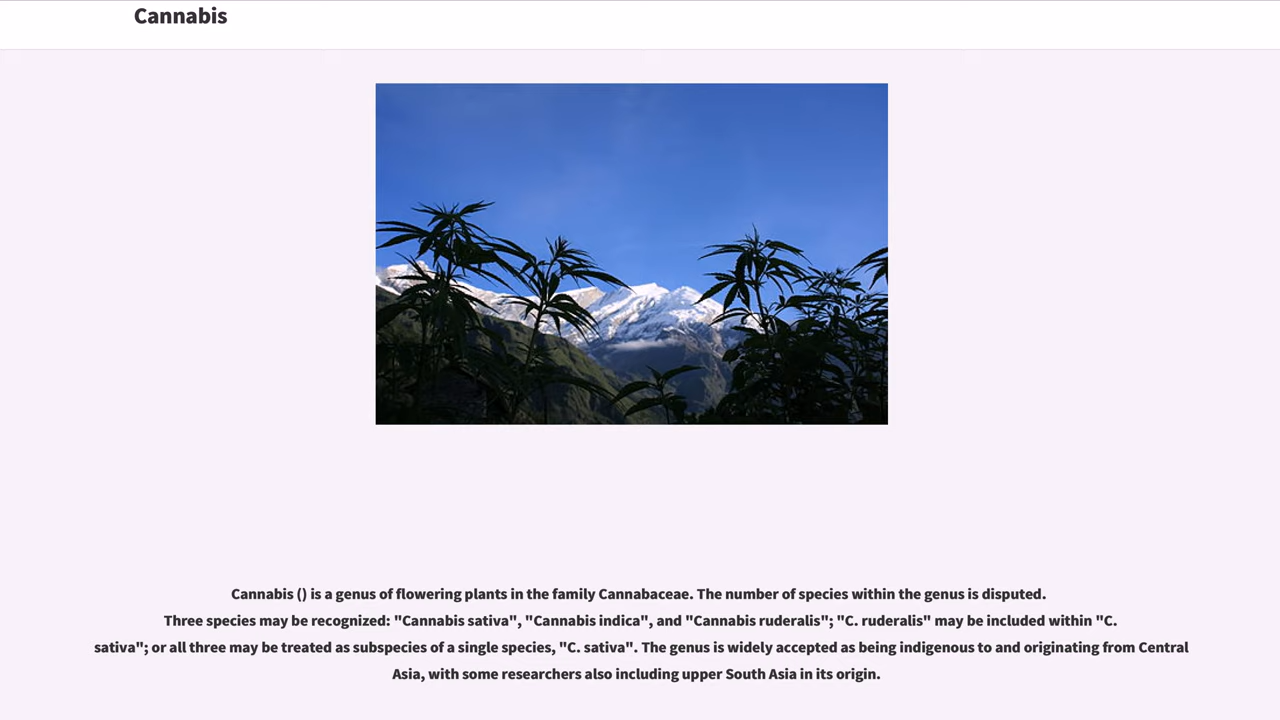 Cannabis
Cannabis () is a genus of flowering plants in the family Cannabaceae. The number of species within the genus is disputed.
Three species may be recognized: "Cannabis sativa", "Cannabis indica", and "Cannabis ruderalis"; "C. ruderalis" may be included within "C.
sativa"; or all three may be treated as subspecies of a single species, "C. sativa". The genus is widely accepted as being indigenous to and originating from Central
Asia, with some researchers also including upper South Asia in its origin.